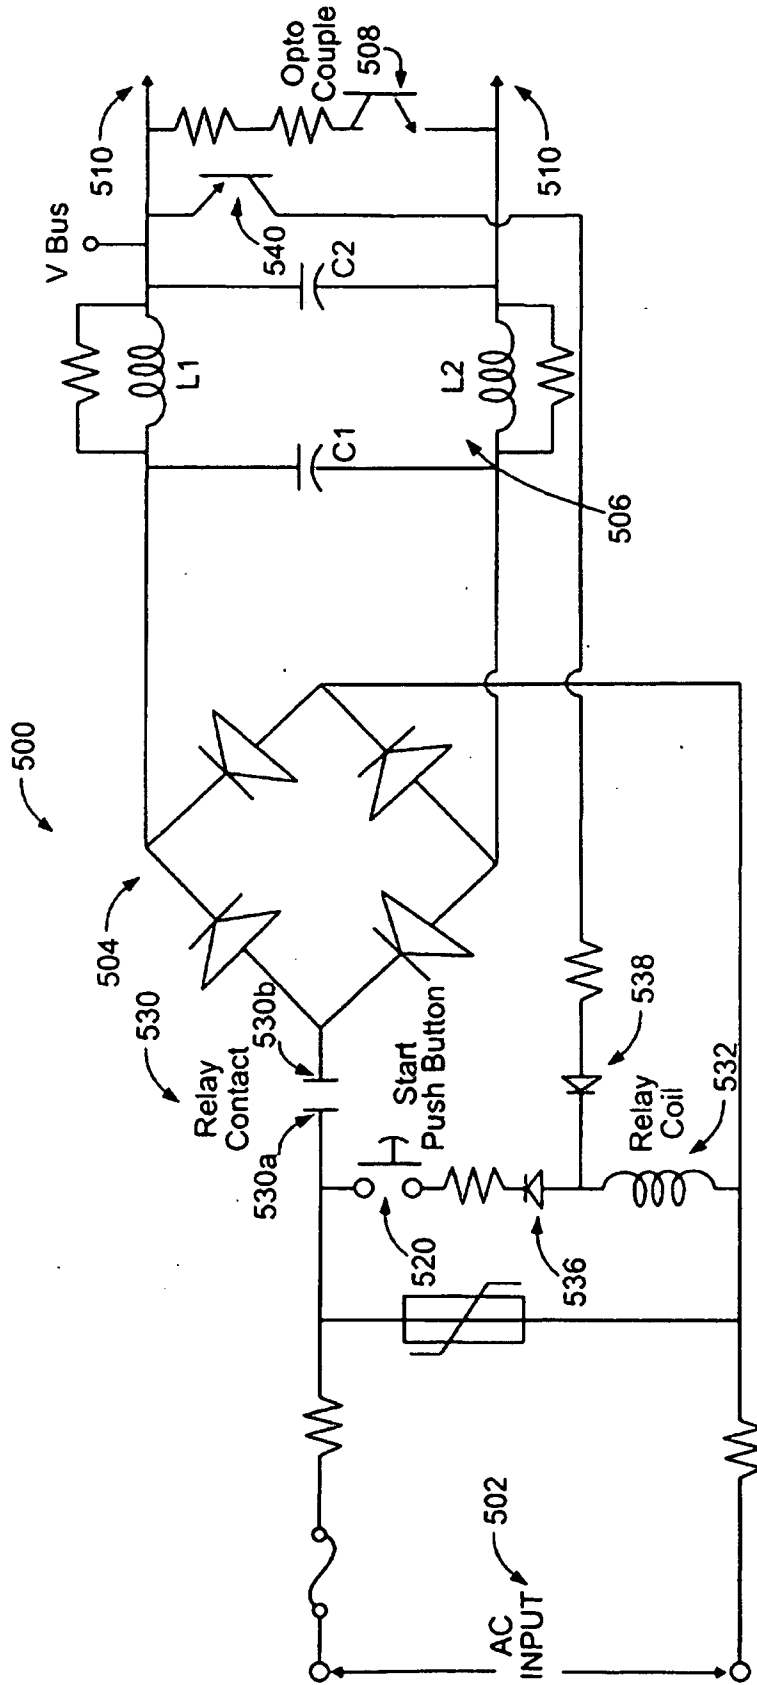 500
504
530
Relay
Contact
530a
530b
Start
Push Button
520
536
538
Relay
Coil
532
502
AC
INPUT
V Bus
L1
L2
C1
C2
506
540
510
Opto
Couple
508
510